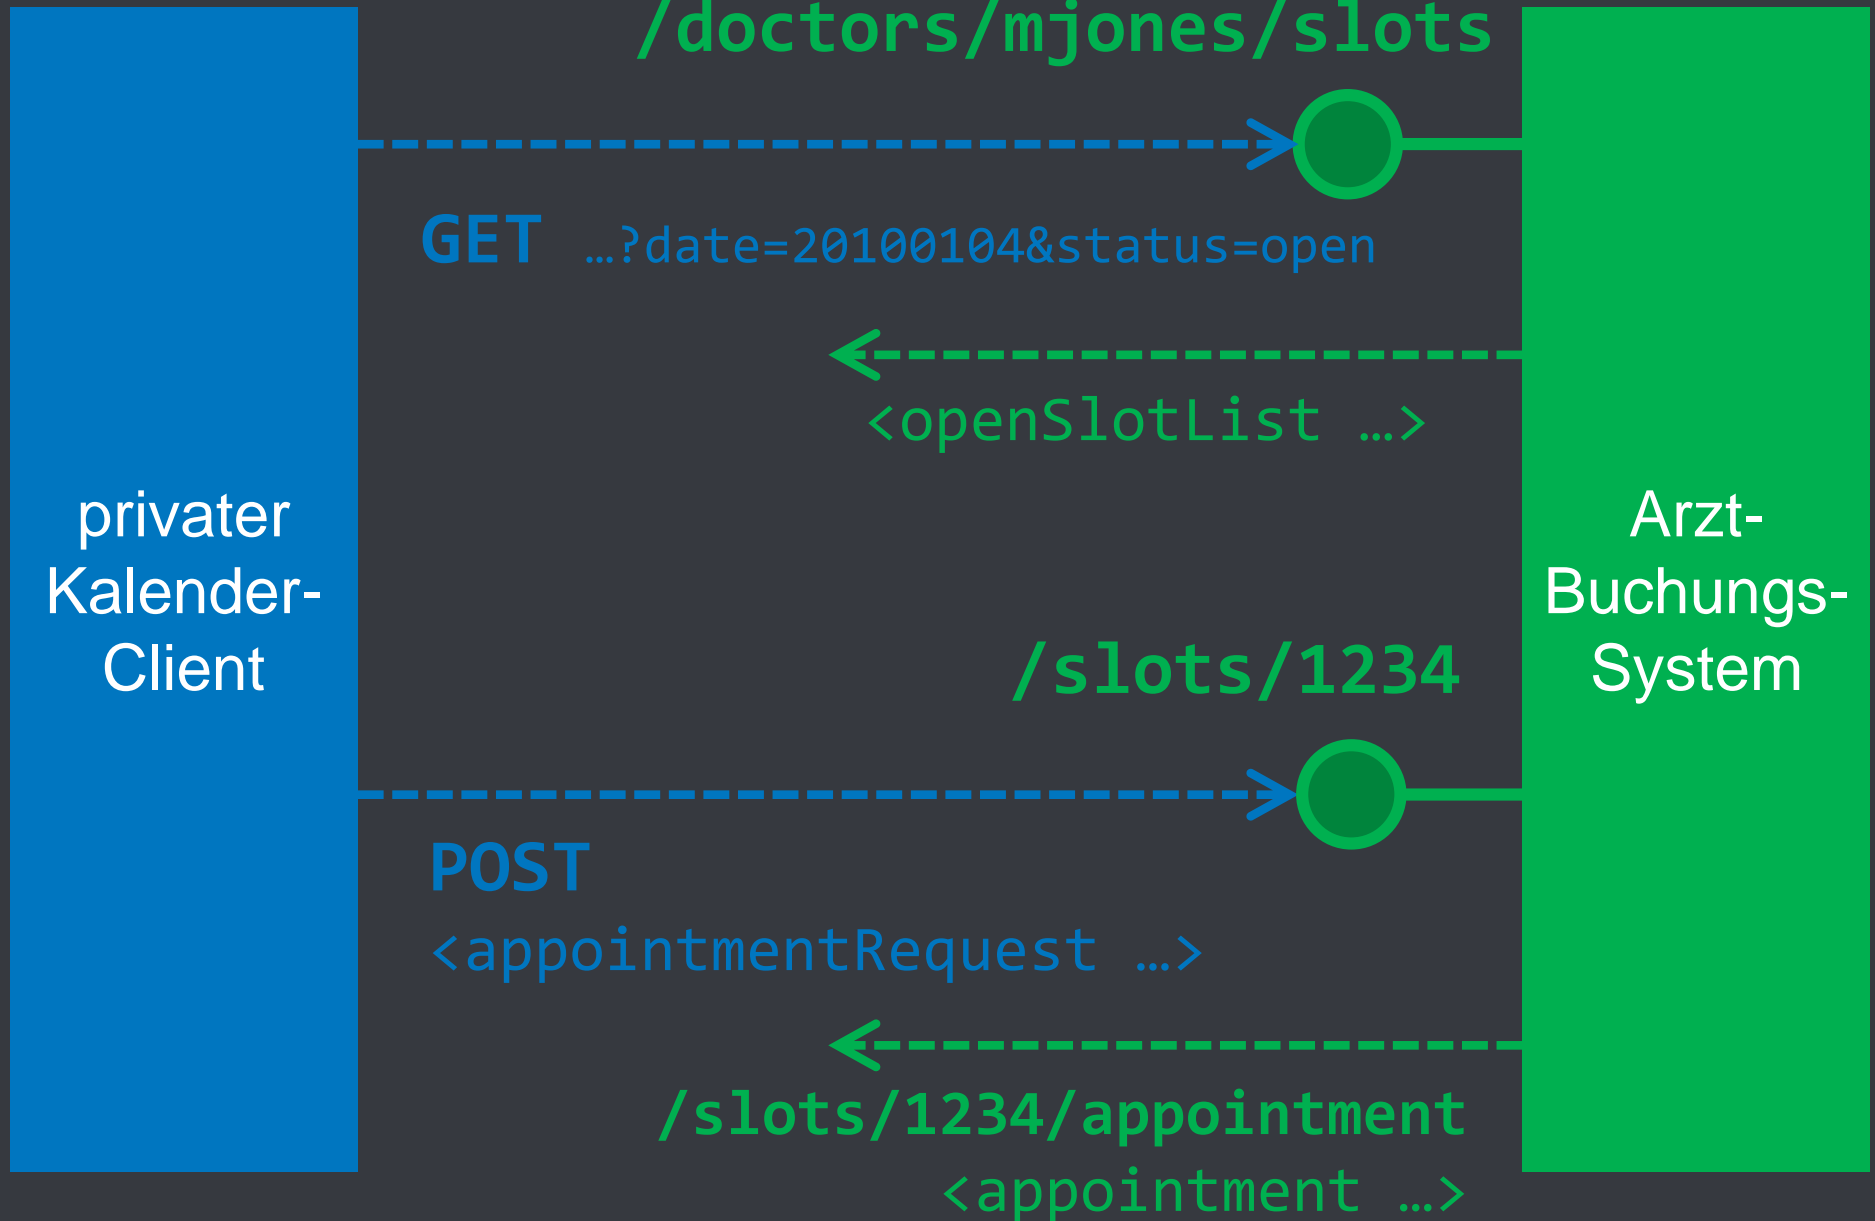 /doctors/mjones/slots
GET …?date=20100104&status=open
<openSlotList …>
privater
Kalender-
Client
Arzt-
Buchungs-
System
/slots/1234
POST
<appointmentRequest …>
/slots/1234/appointment
<appointment …>